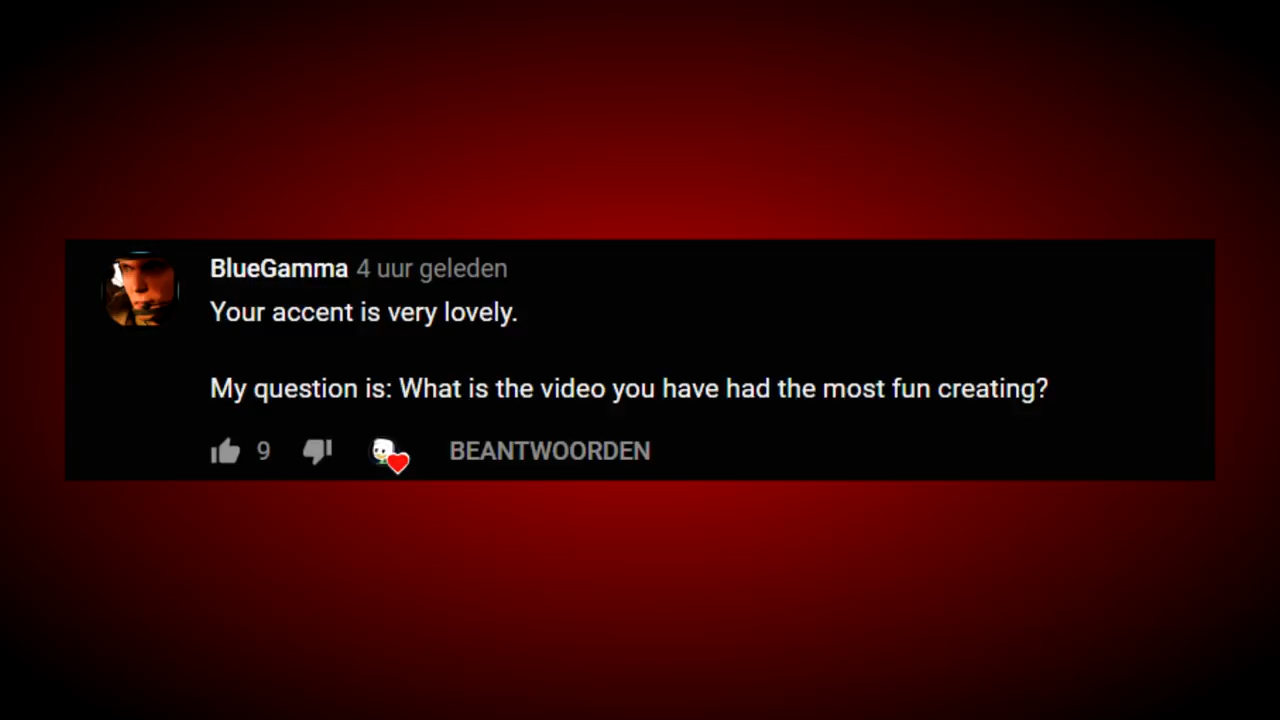 BlueGamma 4 uur geleden
Your accent is very lovely.
My question is: What is the video you have had the most fun creating?
9 BEANTWOORDEN